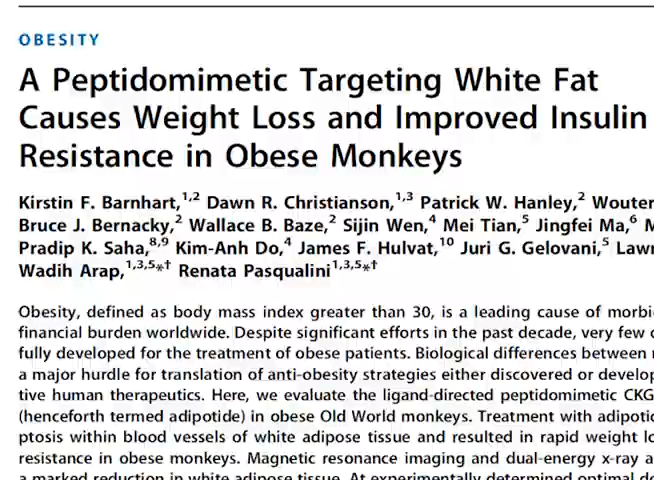 OBESITY
A Peptidomimetic Targeting White Fat
Causes Weight Loss and Improved Insulin
Resistance in Obese Monkeys
Kirstin F. Barnhart,1,2 Dawn R. Christianson,1,3 Patrick W. Hanley,2 Wouter
Bruce J. Bernacky,2 Wallace B. Baze,2 Sijin Wen,4 Mei Tian,5 Jingfei Ma,6 M
Pradip K. Saha,8,9 Kim-Anh Do,4 James F. Hulvat,10 Juri G. Gelovani,5 Law
Wadih Arap,1,3,5*† Renata Pasqualini1,3,5*†
Obesity, defined as body mass index greater than 30, is a leading cause of morbi
financial burden worldwide. Despite significant efforts in the past decade, very few
fully developed for the treatment of obese patients. Biological differences between
a major hurdle for translation of anti-obesity strategies either discovered or develop
tive human therapeutics. Here, we evaluate the ligand-directed peptidomimetic CKG
(henceforth termed adipotide) in obese Old World monkeys. Treatment with adipotid
ptosis within blood vessels of white adipose tissue and resulted in rapid weight lo
resistance in obese monkeys. Magnetic resonance imaging and dual-energy x-ray a
a marked reduction in white adipose tissue. At experimentally determined optimal do